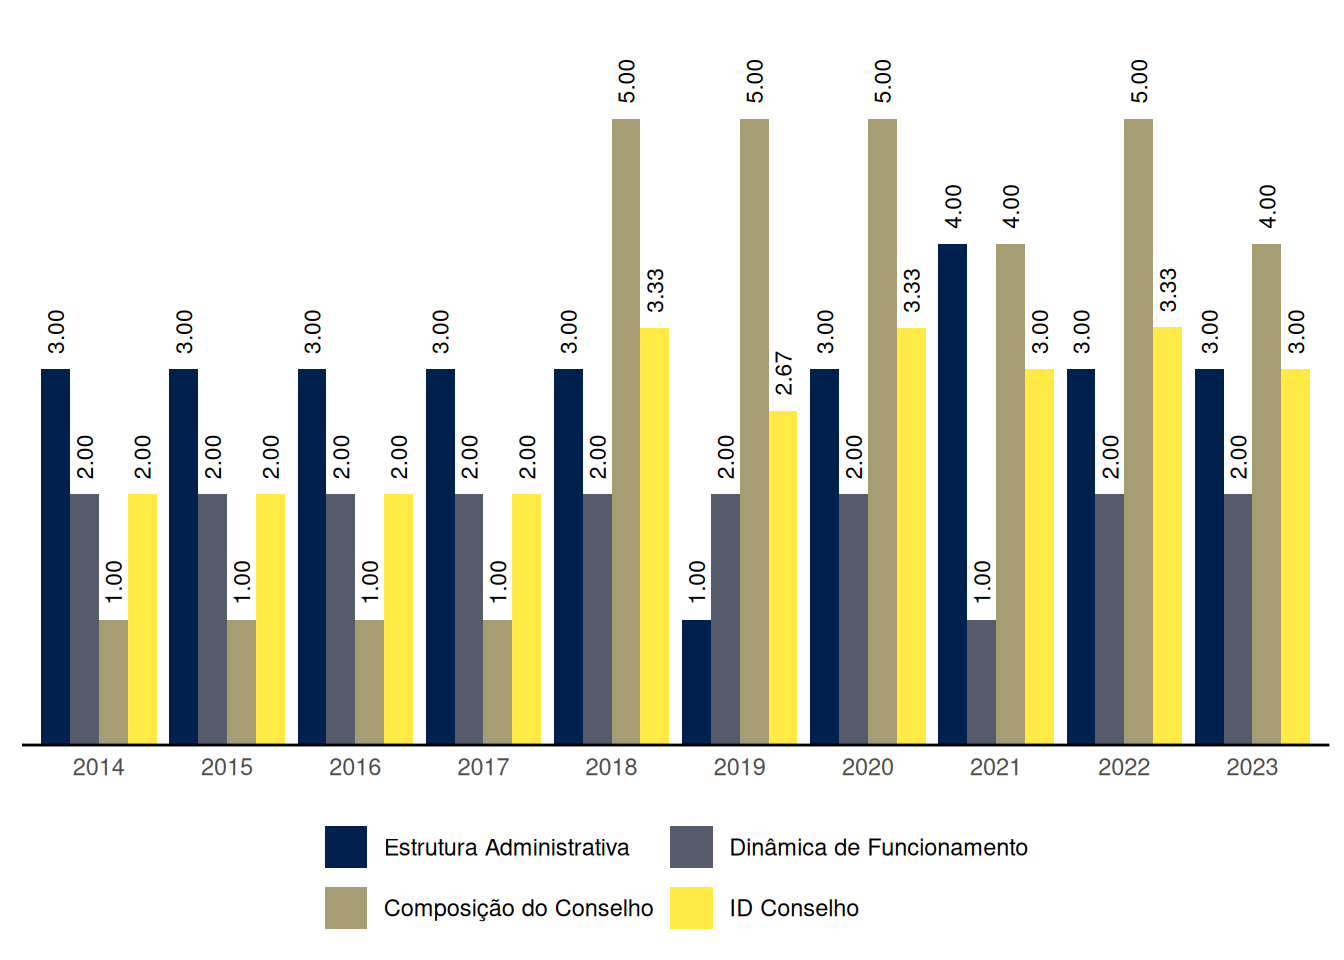 3.00 2.00 1.00 2.00 3.00 2.00 1.00 2.00 3.00 2.00 1.00 2.00 3.00 2.00 1.00 2.00 3.00 2.00 5.00 3.33 1.00 2.00 5.00 2.67 3.00 2.00 5.00 3.33 4.00 1.00 4.00 3.00 3.00 2.00 5.00 3.33 3.00 2.00 4.00 3.00
2014 2015 2016 2017 2018 2019 2020 2021 2022 2023
Estrutura Administrativa Dinâmica de Funcionamento
Composição do Conselho ID Conselho